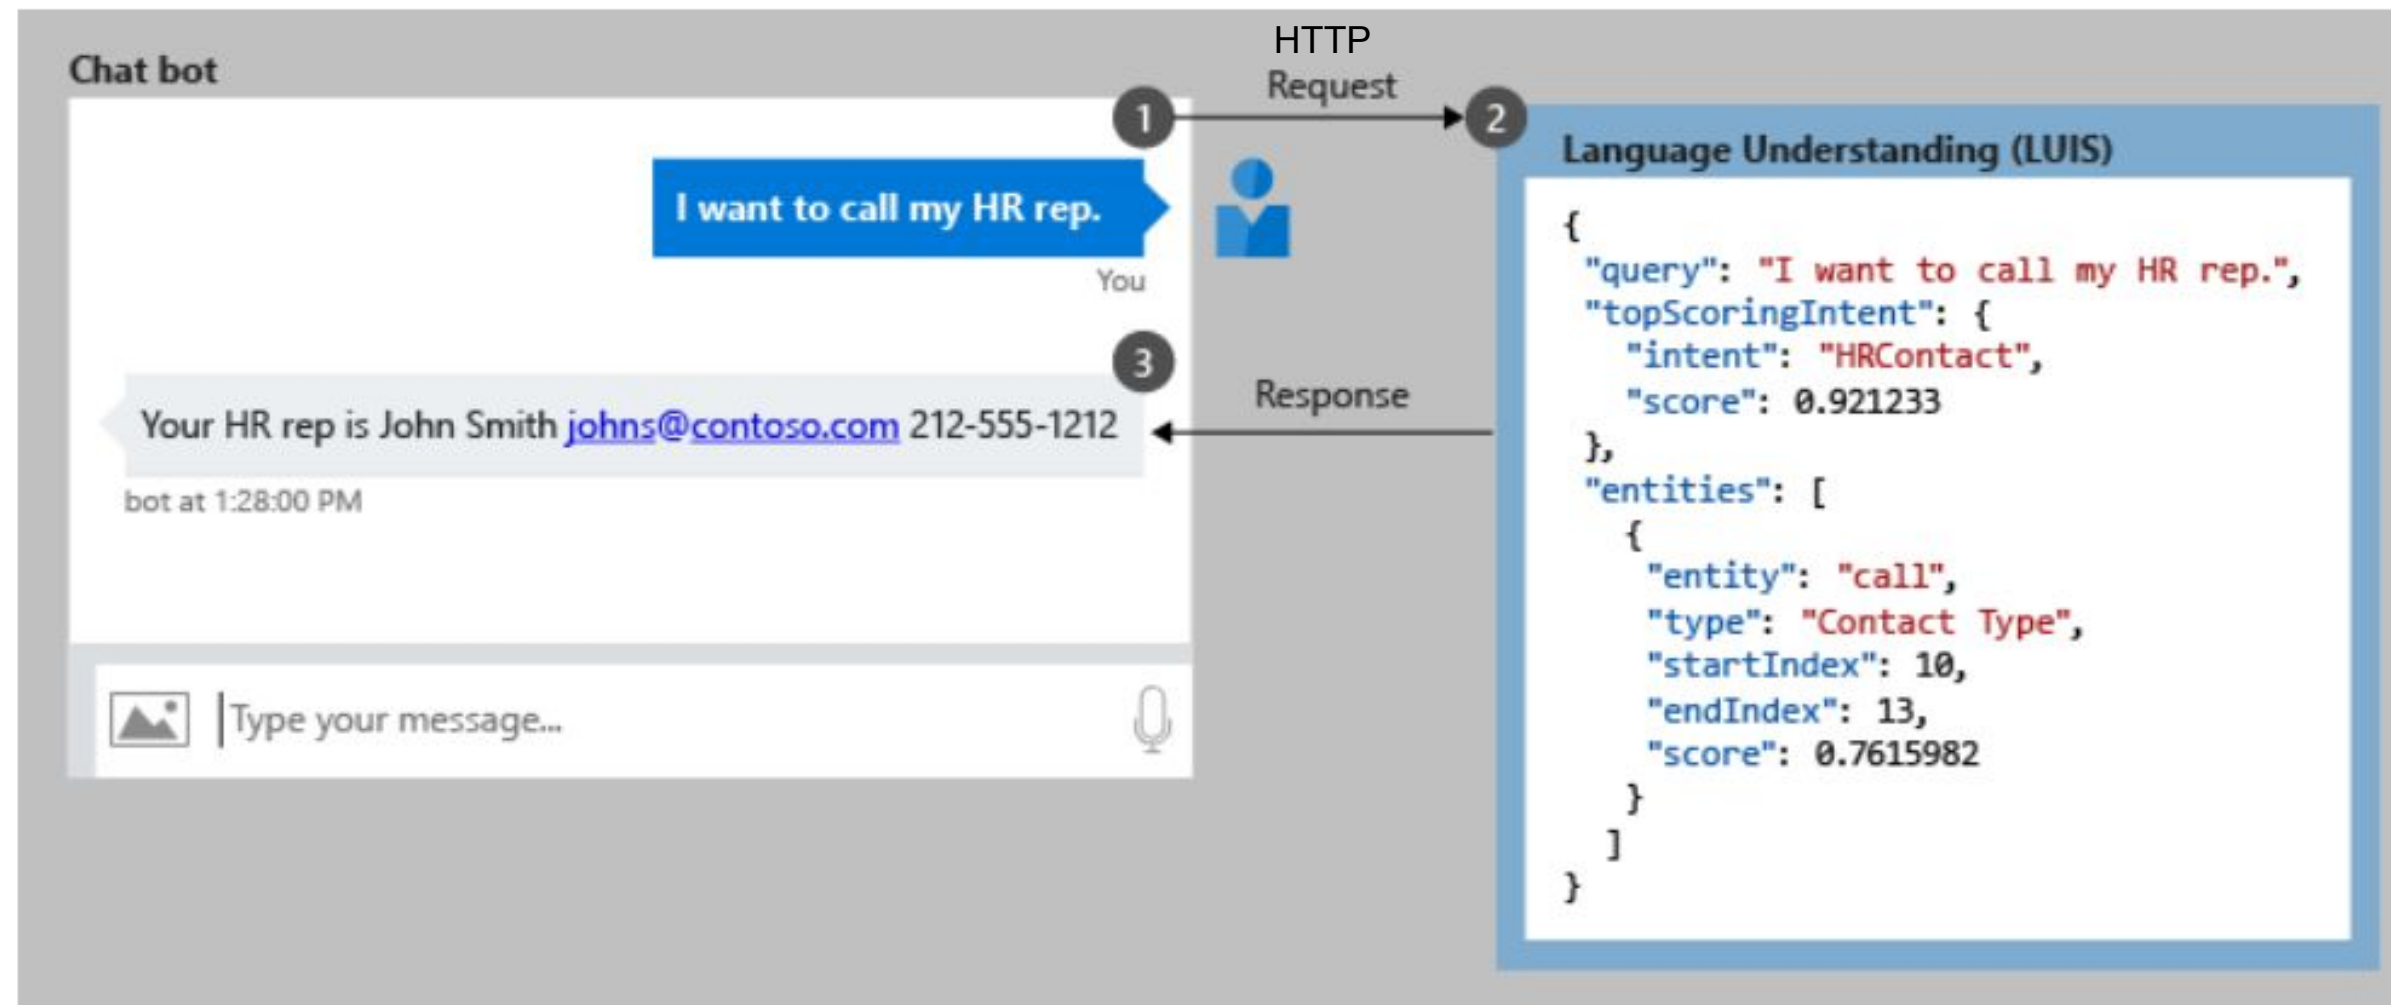 Chat bot
HTTP
Request
1
2
I want to call my HR rep.
You
3
Response
Your HR rep is John Smith johns@contoso.com 212-555-1212
bot at 1:28:00 PM
Type your message...
Language Understanding (LUIS)
{
"query": "I want to call my HR rep.",
"topScoringIntent": {
"intent": "HRContact",
"score": 0.921233
},
"entities": [
{
"entity": "call",
"type": "Contact Type",
"startIndex": 10,
"endIndex": 13,
"score": 0.7615982
}
]
}